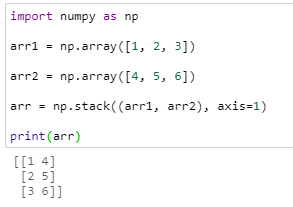 import numpy as np
arr1 = np.array([1, 2, 3])
arr2 = np.array([4, 5, 6])
arr = np.stack((arr1, arr2), axis=1)
print(arr)
[[1 4]
 [2 5]
 [3 6]]